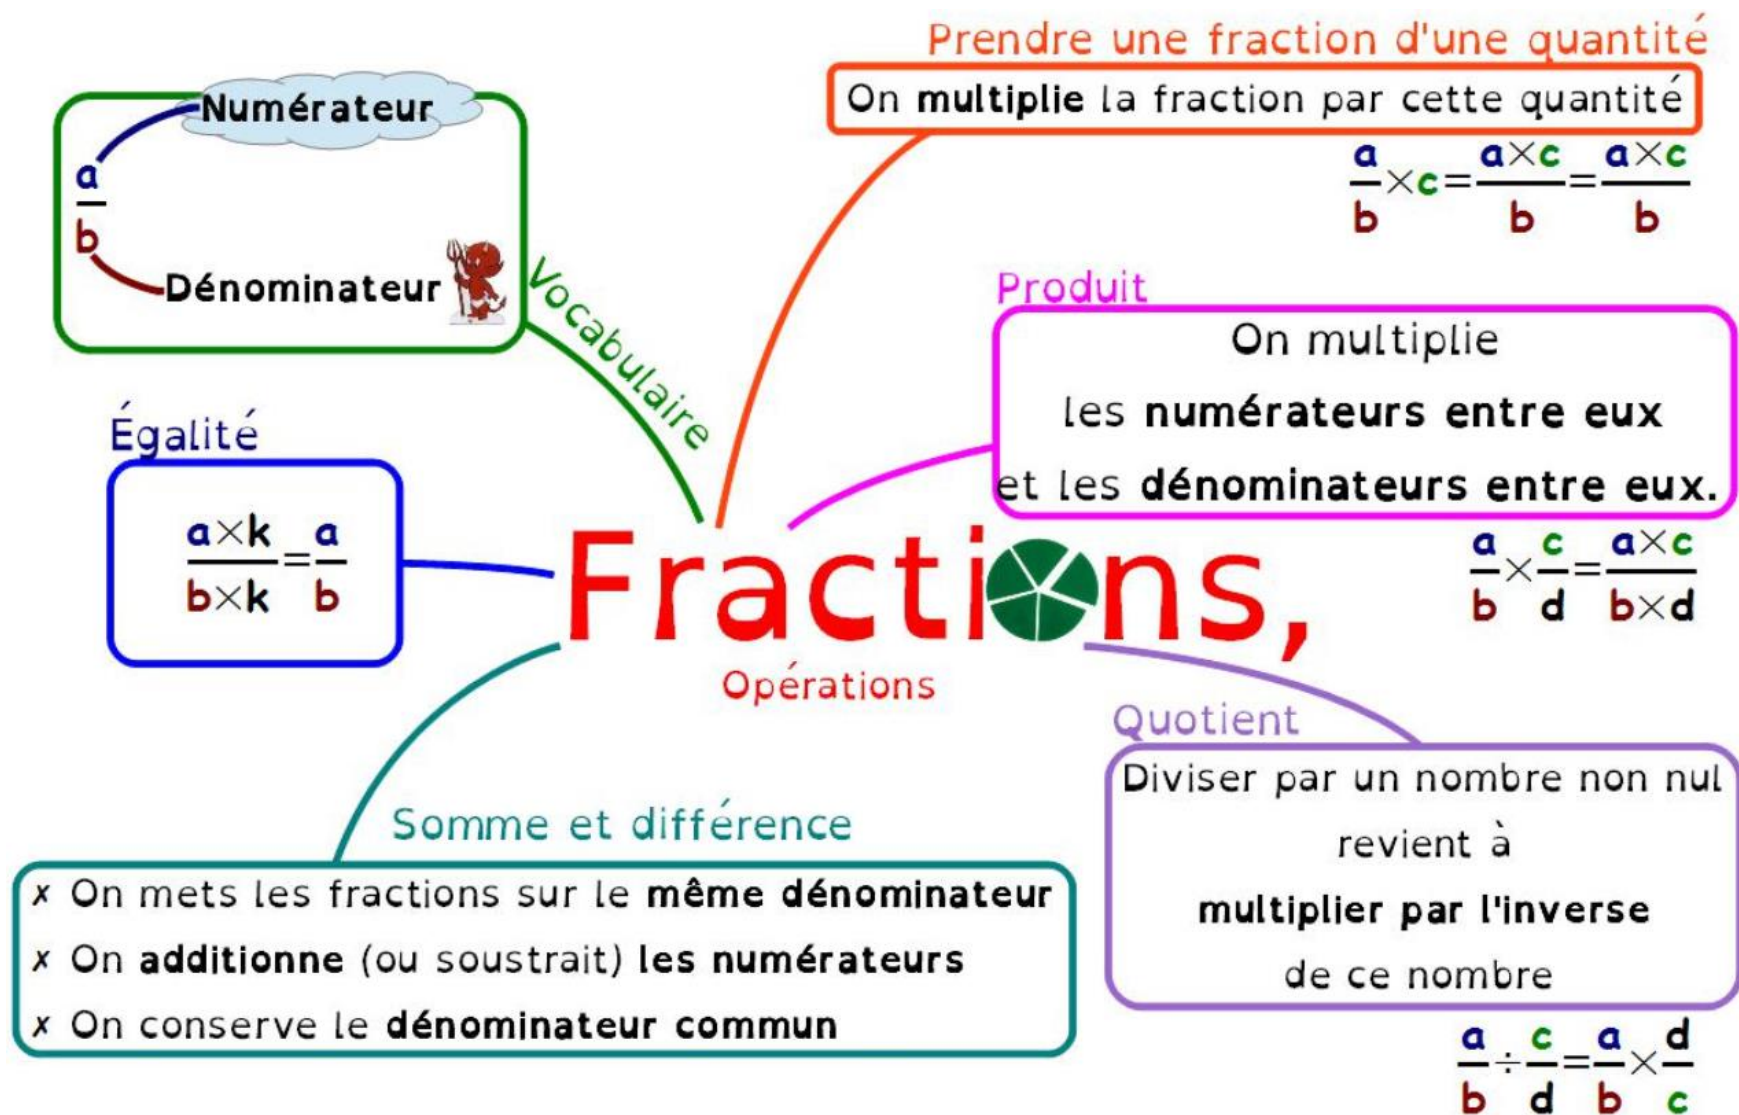 Numérateur
a
b
Dénominateur
Vocabulaire
Prendre une fraction d'une quantité
On multiplie la fraction par cette quantité
a/b×c=a×c/b=a×c/b
Produit
On multiplie
les numérateurs entre eux
et les dénominateurs entre eux.
a/b×c/d=a×c/b×d
Égalité
a×k/b×k=a/b
Fractions,
Opérations
Quotient
Diviser par un nombre non nul
revient à
multiplier par l'inverse
de ce nombre
a/b÷c/d=a/b×d/c
Somme et différence
✗ On mets les fractions sur le même dénominateur
✗ On additionne (ou soustrait) les numérateurs
✗ On conserve le dénominateur commun